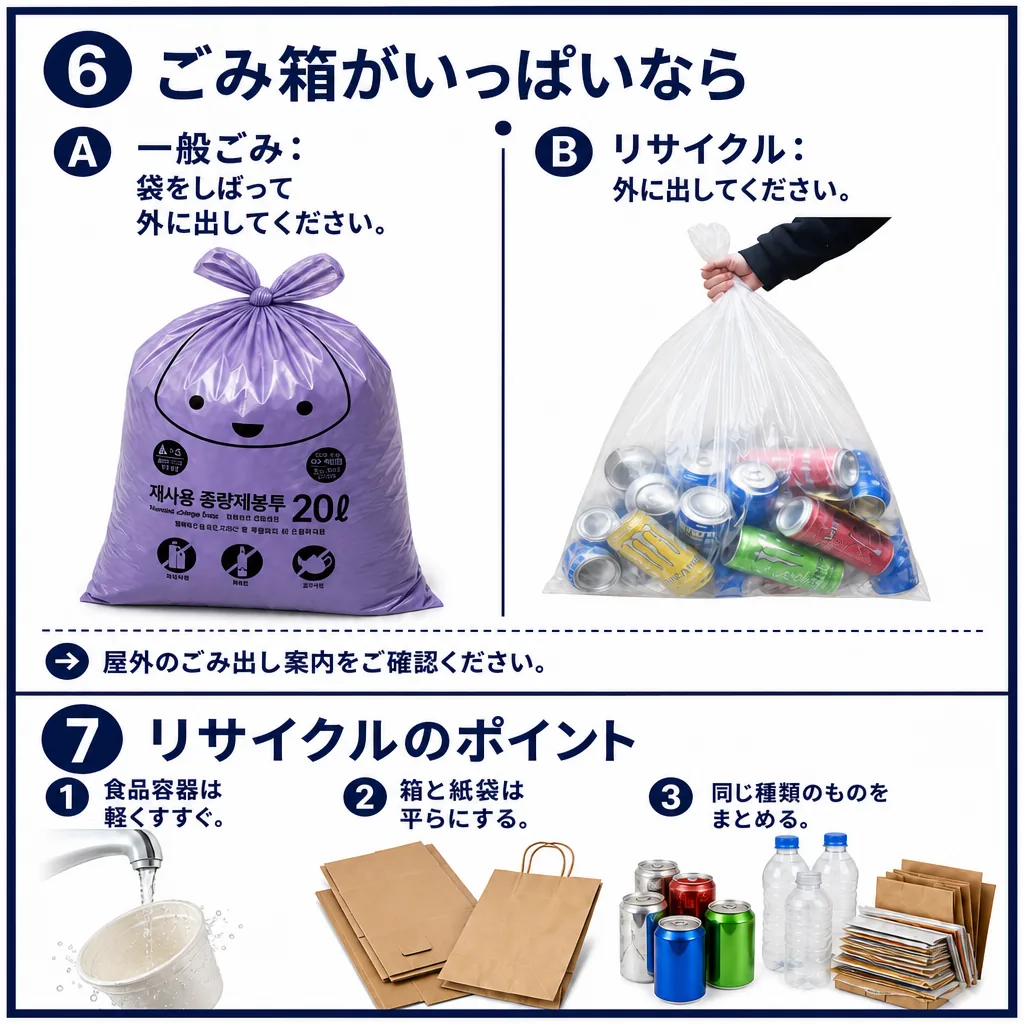 6 ごみ箱がいっぱいなら
A 一般ごみ：
袋をしばって
外に出してください。
재사용 종량제봉투 20ℓ
B リサイクル：
外に出してください。
→ 屋外のごみ出し案内をご確認ください。
7 リサイクルのポイント
1 食品容器は
軽くすすぐ。
2 箱と紙袋は
平らにする。
3 同じ種類のものを
まとめる。